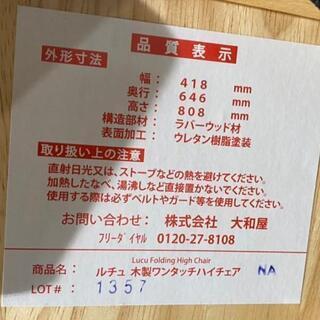 品質表示
外形寸法
幅： 418 mm
奥行： 646 mm
高さ： 808 mm
構造部材： ラバーウッド材
表面加工： ウレタン樹脂塗装
取り扱い上の注意
直射日光又は、ストーブなどの熱を避けてください。
加熱したなべ、湯沸しなど直接置かないでください。
使用する際は必ずベルトやガード等を使用してください。
お問い合わせ： 株式会社 大和屋
フリーダイヤル 0120-27-8108
Lucu Folding High Chair
商品名： ルチュ 木製ワンタッチハイチェア NA
LOT#： 1357